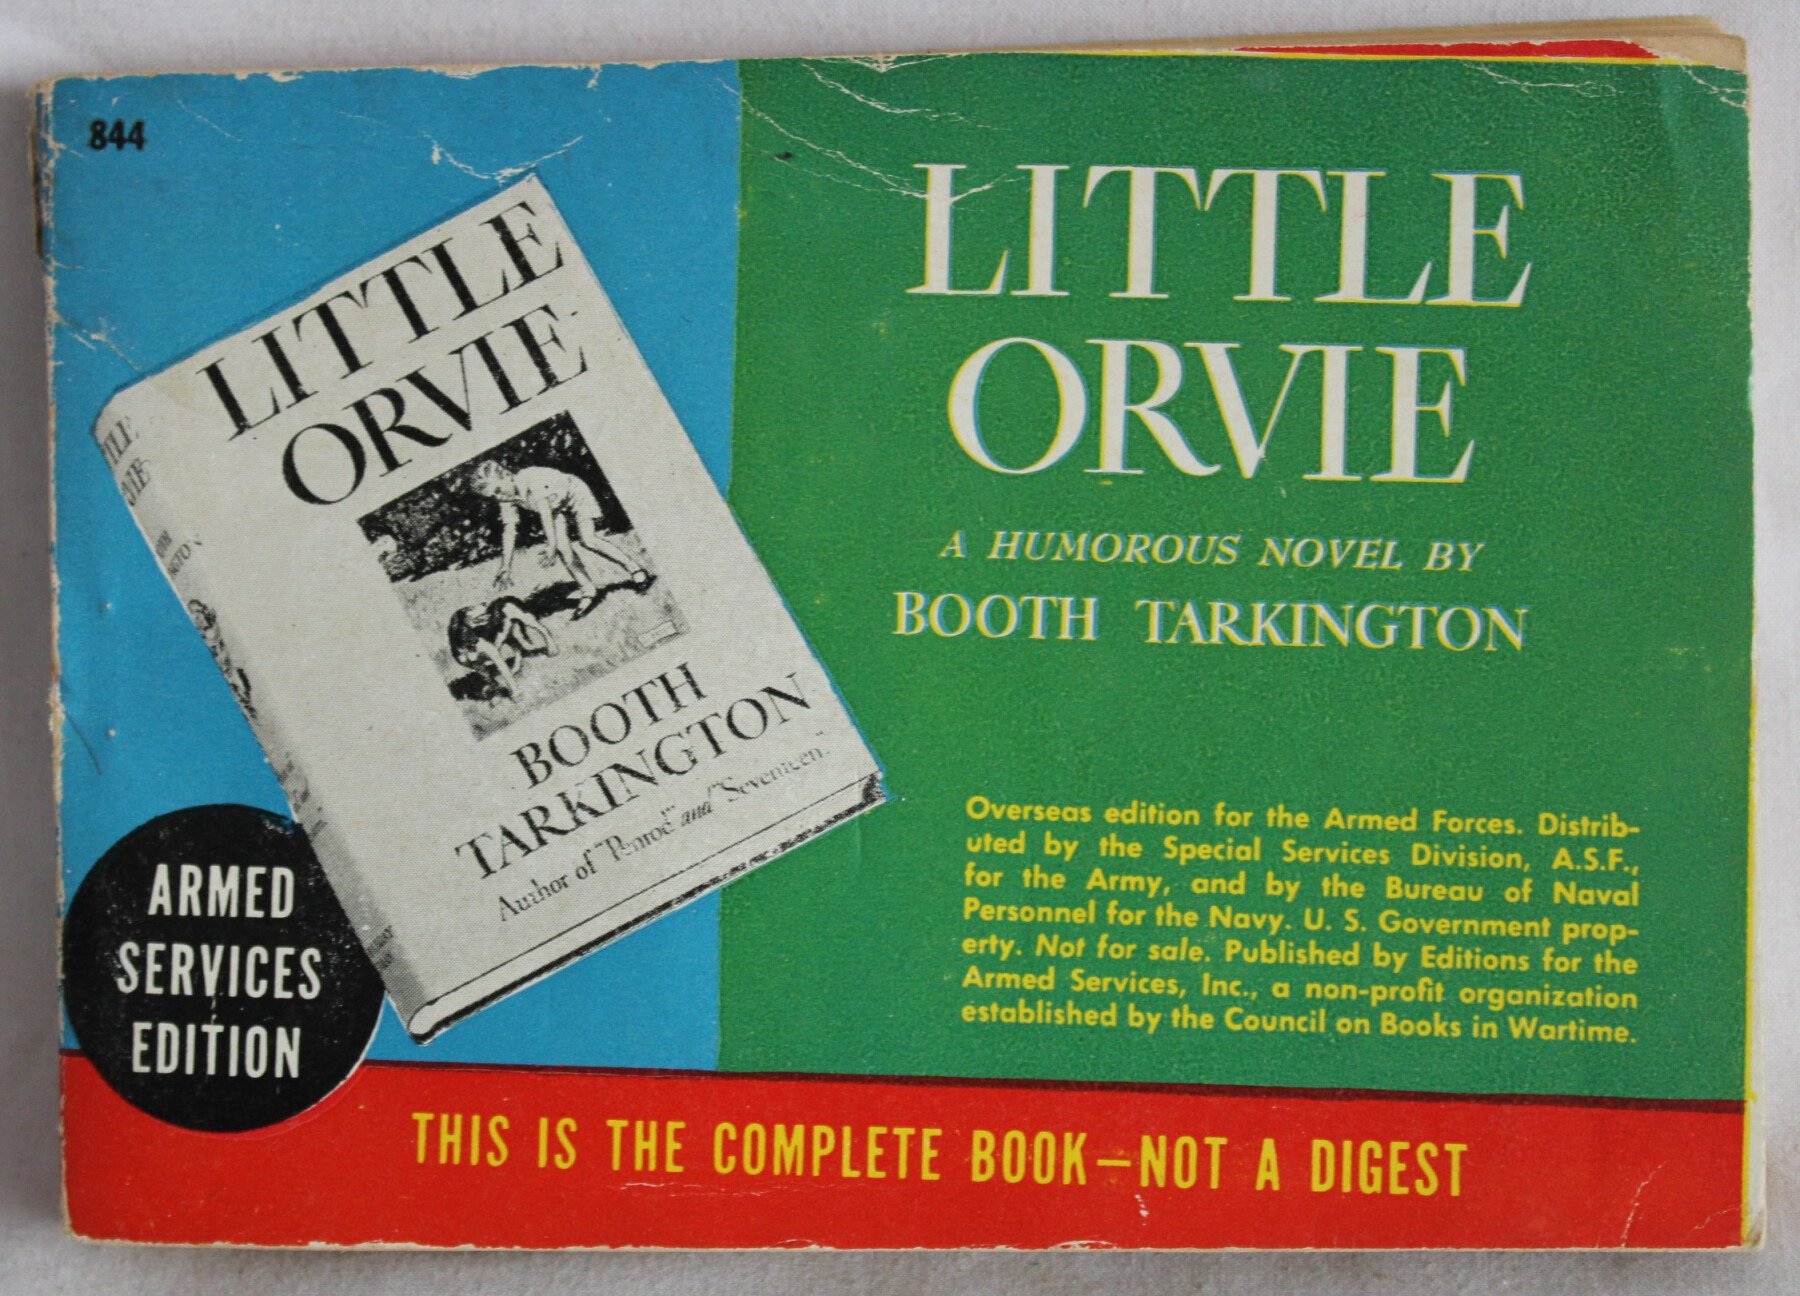 844
LITTLE
ORVIE
BOOTH
TARKINGTON
Author of "Penrod" and "Seventeen"
ARMED
SERVICES
EDITION
LITTLE
ORVIE
A HUMOROUS NOVEL BY
BOOTH TARKINGTON
Overseas edition for the Armed Forces. Distrib-
uted by the Special Services Division, A.S.F.,
for the Army, and by the Bureau of Naval
Personnel for the Navy. U. S. Government prop-
erty. Not for sale. Published by Editions for the
Armed Services, Inc., a non-profit organization
established by the Council on Books in Wartime.
THIS IS THE COMPLETE BOOK—NOT A DIGEST